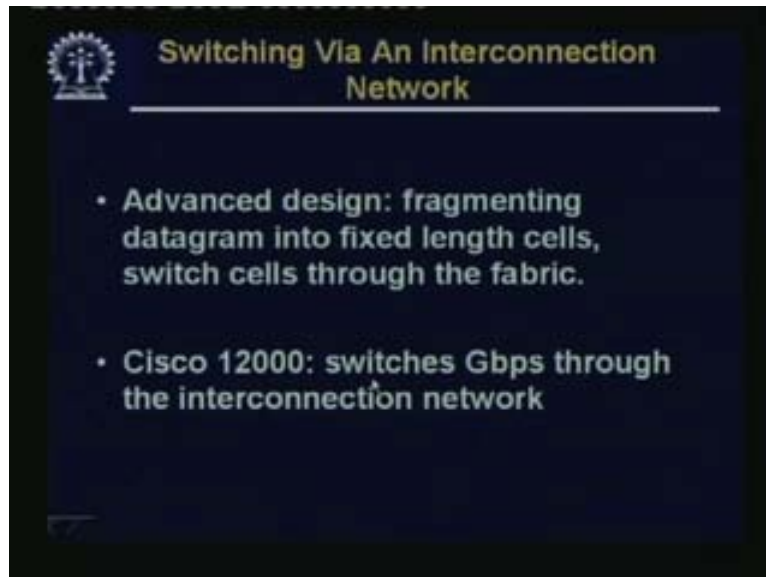 Switching Via An Interconnection
Network
• Advanced design: fragmenting
datagram into fixed length cells,
switch cells through the fabric.
• Cisco 12000: switches Gbps through
the interconnection network